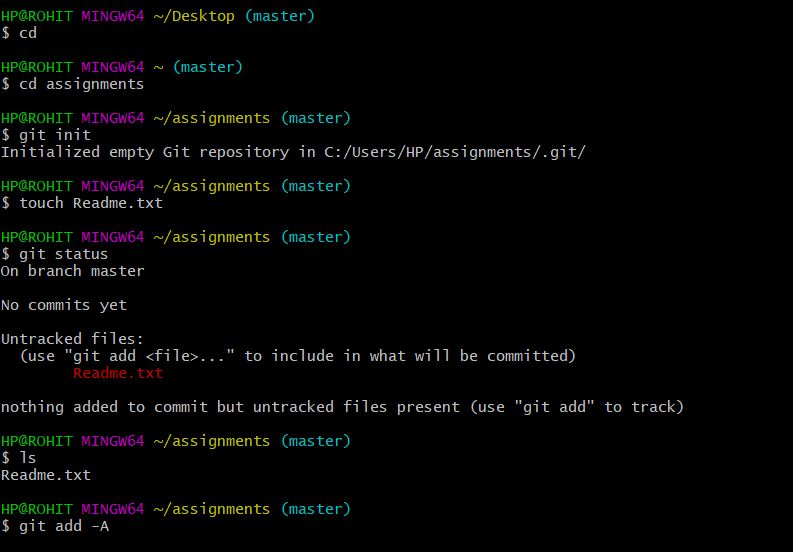 HP@ROHIT MINGW64 ~/Desktop (master)
$ cd
HP@ROHIT MINGW64 ~ (master)
$ cd assignments
HP@ROHIT MINGW64 ~/assignments (master)
$ git init
Initialized empty Git repository in C:/Users/HP/assignments/.git/
HP@ROHIT MINGW64 ~/assignments (master)
$ touch Readme.txt
HP@ROHIT MINGW64 ~/assignments (master)
$ git status
On branch master
No commits yet
Untracked files:
  (use "git add <file>..." to include in what will be committed)
        Readme.txt
nothing added to commit but untracked files present (use "git add" to track)
HP@ROHIT MINGW64 ~/assignments (master)
$ ls
Readme.txt
HP@ROHIT MINGW64 ~/assignments (master)
$ git add -A